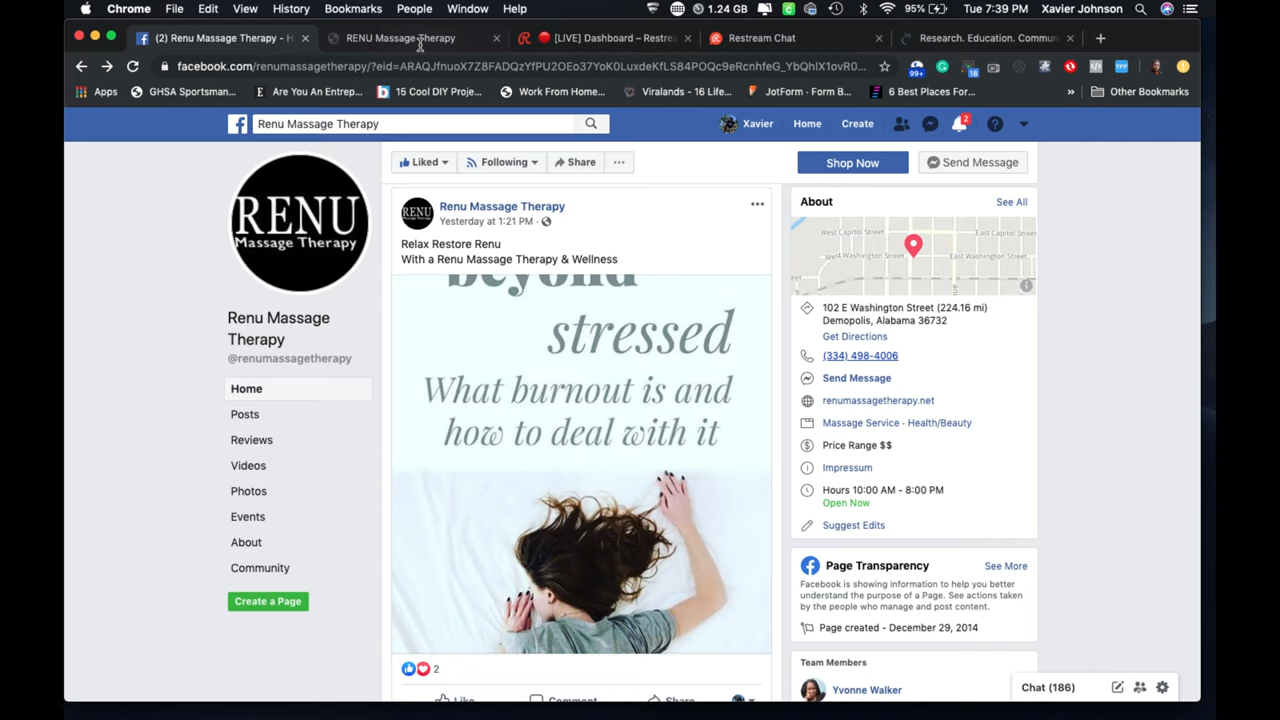 Chrome File Edit View History Bookmarks People Window Help 1.24 GB 95% Tue 7:39 PM Xavier Johnson
(2) Renu Massage Therapy - H RENU Massage Therapy [LIVE] Dashboard – Restrea Restream Chat Research. Education. Commun
facebook.com/renumassagetherapy/?eid=ARAQJfnuoX7Z8FADQzYfPU2OEo37YoK0LuxdeKfLS84POQc9eRcnhfeG_YbQhlX1ovR0... 99+ 18
Apps GHSA Sportsman... Are You An Entrep... 15 Cool DIY Proje... Work From Home... Viralands - 16 Life... JotForm · Form B... 6 Best Places For... » Other Bookmarks
Renu Massage Therapy Xavier Home Create 2
Liked Following Share ... Shop Now Send Message
RENU
Massage Therapy
Renu Massage
Therapy
@renumassagetherapy
Home
Posts
Reviews
Videos
Photos
Events
About
Community
Create a Page
RENU
Renu Massage Therapy
Yesterday at 1:21 PM ·
Relax Restore Renu
With a Renu Massage Therapy & Wellness
beyond
stressed
What burnout is and
how to deal with it
2
Like Comment Share
About See All
West Capitol Street East Capitol Street
West Washington Street East Washington Street
102 E Washington Street (224.16 mi)
Demopolis, Alabama 36732
Get Directions
(334) 498-4006
Send Message
renumassagetherapy.net
Massage Service · Health/Beauty
Price Range $$
Impressum
Hours 10:00 AM - 8:00 PM
Open Now
Suggest Edits
Page Transparency See More
Facebook is showing information to help you better
understand the purpose of a Page. See actions taken
by the people who manage and post content.
Page created - December 29, 2014
Team Members
Yvonne Walker
Chat (186)